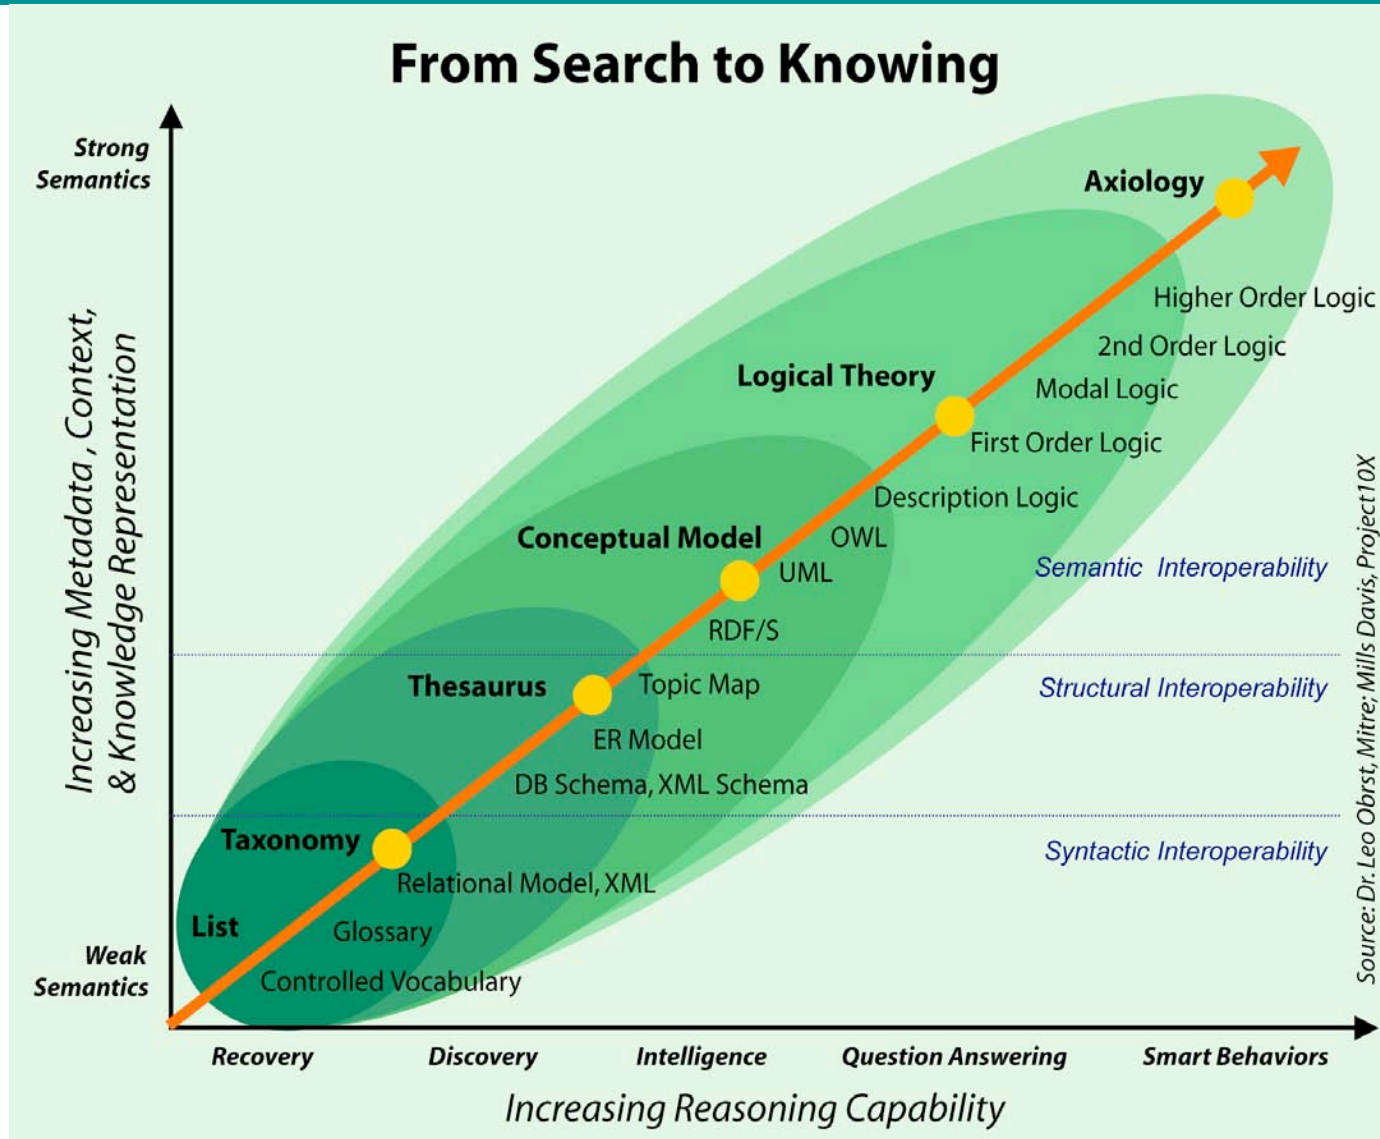 From Search to Knowing
Strong
Semantics
Increasing Metadata , Context,
& Knowledge Representation
Weak
Semantics
Axiology
Higher Order Logic
2nd Order Logic
Logical Theory
Modal Logic
First Order Logic
Description Logic
Conceptual Model
OWL
UML
Semantic Interoperability
RDF/S
Thesaurus
Topic Map
Structural Interoperability
ER Model
DB Schema, XML Schema
Taxonomy
Syntactic Interoperability
Relational Model, XML
List
Glossary
Controlled Vocabulary
Recovery
Discovery
Intelligence
Question Answering
Smart Behaviors
Increasing Reasoning Capability
Source: Dr. Leo Obrst, Mitre; Mills Davis, Project10X